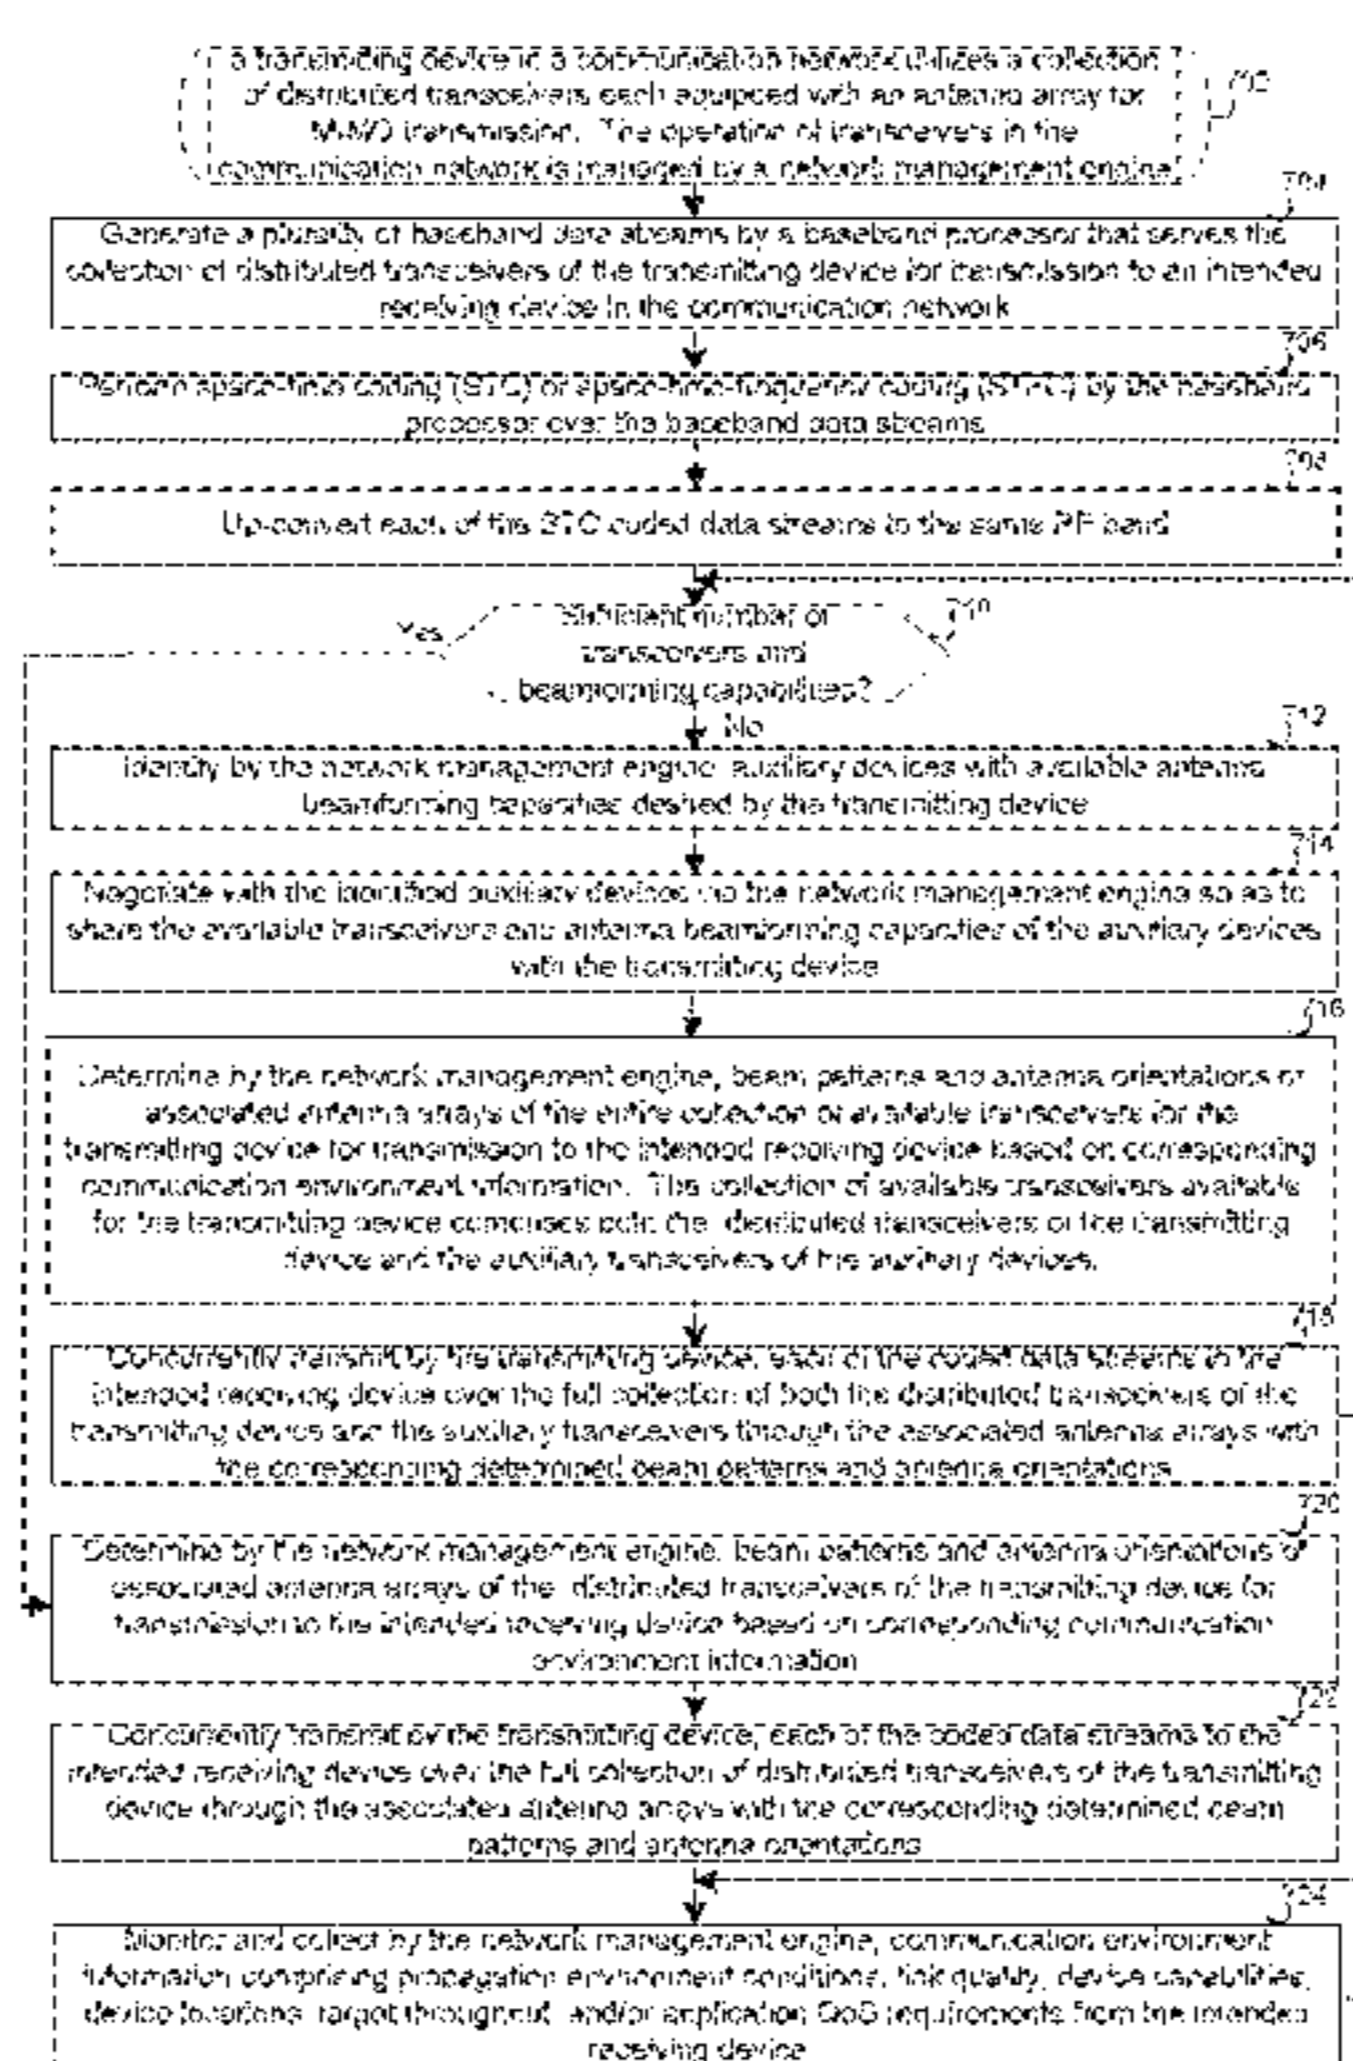 a transmitting device in a communication network utilizes a collection
of distributed transceivers each equipped with an antenna array for
MIMO transmission. The operation of transceivers in the
communication network is managed by a network management engine
704
Generate a plurality of baseband data streams by a baseband processor that serves the
collection of distributed transceivers of the transmitting device for transmission to an intended
receiving device in the communication network
706
Perform space-time coding (STC) or space-time-frequency coding (STFC) by the baseband
processor over the baseband data streams
708
Up-convert each of the STC coded data streams to the same RF band
710
Sufficient number of
Yes
transceivers and
beamforming capabilities?
No
712
Identify by the network management engine, auxiliary devices with available antenna
beamforming capacities desired by the transmitting device
714
Negotiate with the identified auxiliary devices via the network management engine so as to
share the available transceivers and antenna beamforming capacities of the auxiliary devices
with the transmitting device
716
Determine by the network management engine, beam patterns and antenna orientations of
associated antenna arrays of the entire collection of available transceivers for the
transmitting device for transmission to the intended receiving device based on corresponding
communication environment information. The collection of available transceivers available
for the transmitting device comprises both the distributed transceivers of the transmitting
device and the auxiliary transceivers of the auxiliary devices.
718
Concurrently transmit by the transmitting device, each of the coded data streams to the
intended receiving device over the full collection of both the distributed transceivers of the
transmitting device and the auxiliary transceivers through the associated antenna arrays with
the corresponding determined beam patterns and antenna orientations
720
Determine by the network management engine, beam patterns and antenna orientations of
associated antenna arrays of the distributed transceivers of the transmitting device for
transmission to the intended receiving device based on corresponding communication
environment information
722
Concurrently transmit by the transmitting device, each of the coded data streams to the
intended receiving device over the full collection of distributed transceivers of the transmitting
device through the associated antenna arrays with the corresponding determined beam
patterns and antenna orientations
724
Monitor and collect by the network management engine, communication environment
information comprising propagation environment conditions, link quality, device capabilities,
device locations, target throughput, and/or application QoS requirements from the intended
receiving device